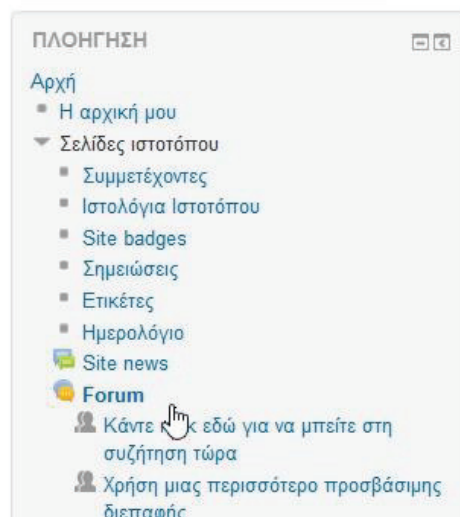 ΠΛΟΗΓΗΣΗ
Αρχή
Η αρχική μου
Σελίδες ιστοτόπου
Συμμετέχοντες
Ιστολόγια Ιστοτόπου
Site badges
Σημειώσεις
Ετικέτες
Ημερολόγιο
Site news
Forum
Κάντε εδώ για να μπείτε στη
συζήτηση τώρα
Χρήση μιας περισσότερο προσβάσιμης
διεπαφής